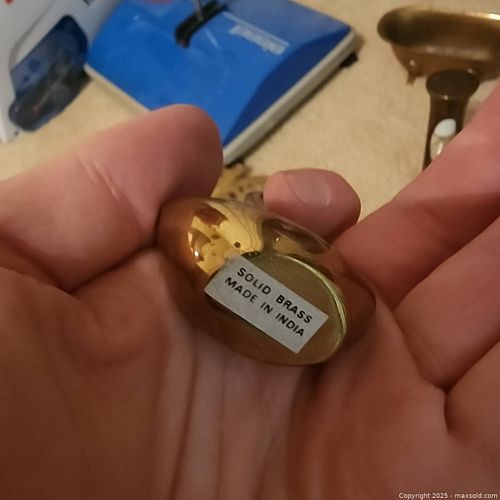 SOLID BRASS
MADE IN INDIA
Copyright 2025 - maxsold.com